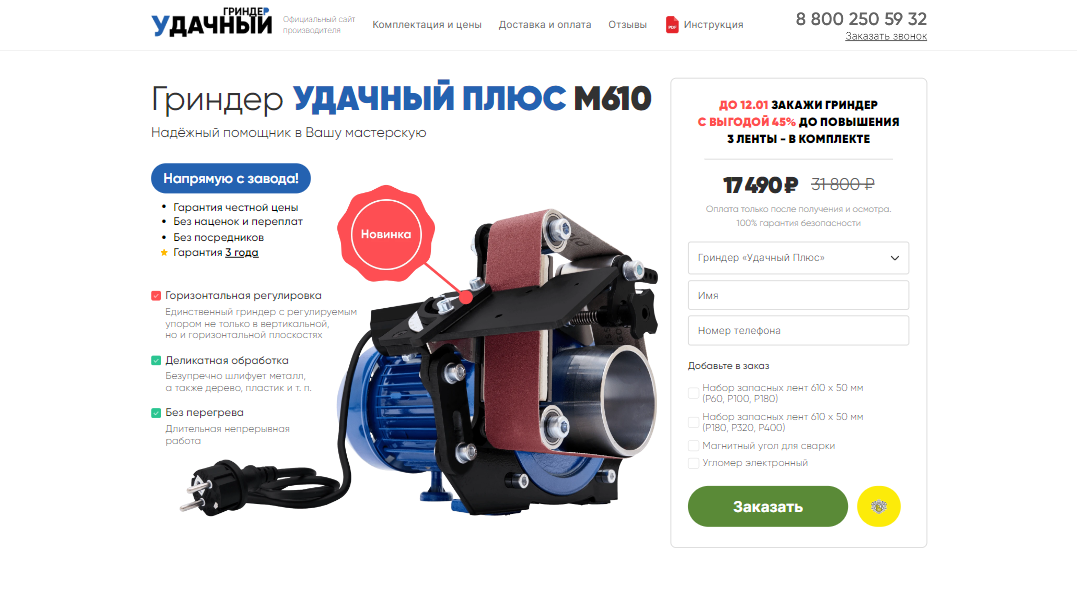 ГРИНДЕР
УДАЧНЫЙ
Официальный сайт
производителя
Комплектация и цены
Доставка и оплата
Отзывы
PDF
Инструкция
8 800 250 59 32
Заказать звонок
Гриндер УДАЧНЫЙ ПЛЮС М610
Надёжный помощник в Вашу мастерскую
Напрямую с завода!
Гарантия честной цены
Без наценок и переплат
Без посредников
Гарантия 3 года
Новинка
Горизонтальная регулировка
Единственный гриндер с регулируемым
упором не только в вертикальной,
но и горизонтальной плоскостях
Деликатная обработка
Безупречно шлифует металл,
а также дерево, пластик и т. п.
Без перегрева
Длительная непрерывная
работа
ДО 12.01 ЗАКАЖИ ГРИНДЕР
С ВЫГОДОЙ 45% ДО ПОВЫШЕНИЯ
3 ЛЕНТЫ - В КОМПЛЕКТЕ
17 490 ₽ 31 800 ₽
Оплата только после получения и осмотра.
100% гарантия безопасности
Гриндер «Удачный Плюс»
Имя
Номер телефона
Добавьте в заказ
Набор запасных лент 610 х 50 мм
(P60, P100, P180)
Набор запасных лент 610 х 50 мм
(P180, P320, P400)
Магнитный угол для сварки
Угломер электронный
Заказать